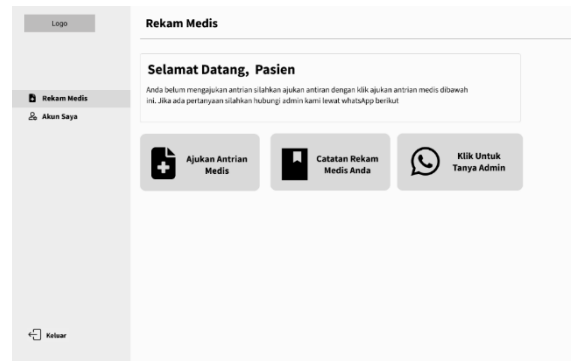 Logo
Rekam Medis
Selamat Datang, Pasien
Anda belum mengajukan antrian silahkan ajukan antiran dengan klik ajukan antrian medis dibawah
ini. Jika ada pertanyaan silahkan hubungi admin kami lewat whatsApp berikut
Rekam Medis
Akun Saya
Ajukan Antrian
Medis
Catatan Rekam
Medis Anda
Klik Untuk
Tanya Admin
Keluar